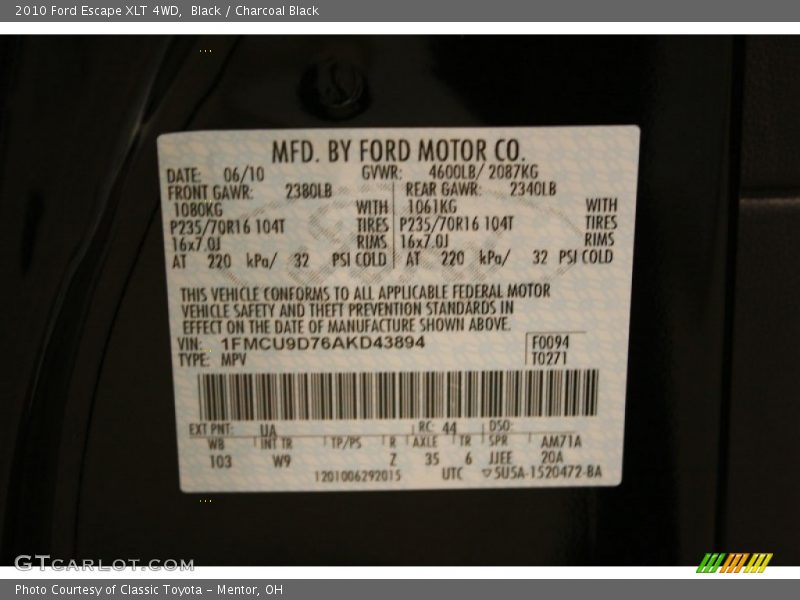 2010 Ford Escape XLT 4WD, Black / Charcoal Black
MFD. BY FORD MOTOR CO.
DATE: 06/10 GVWR: 4600LB/ 2087KG
FRONT GAWR: 2380LB REAR GAWR: 2340LB
1080KG WITH 1061KG WITH
P235/70R16 104T TIRES P235/70R16 104T TIRES
16x7.0J RIMS 16x7.0J RIMS
AT 220 kPa/ 32 PSI COLD AT 220 kPa/ 32 PSI COLD
THIS VEHICLE CONFORMS TO ALL APPLICABLE FEDERAL MOTOR
VEHICLE SAFETY AND THEFT PREVENTION STANDARDS IN
EFFECT ON THE DATE OF MANUFACTURE SHOWN ABOVE.
VIN: 1FMCU9D76AKD43894 F0094
TYPE: MPV T0271
EXT PNT: UA RC: 44 DSO:
WB INT TR TP/PS R AXLE TR SPR AM71A
103 W9 Z 35 6 JJEE 20A
1201006292015 UTC 5U5A-1520472-BA
GTCARLOT.COM
Photo Courtesy of Classic Toyota - Mentor, OH